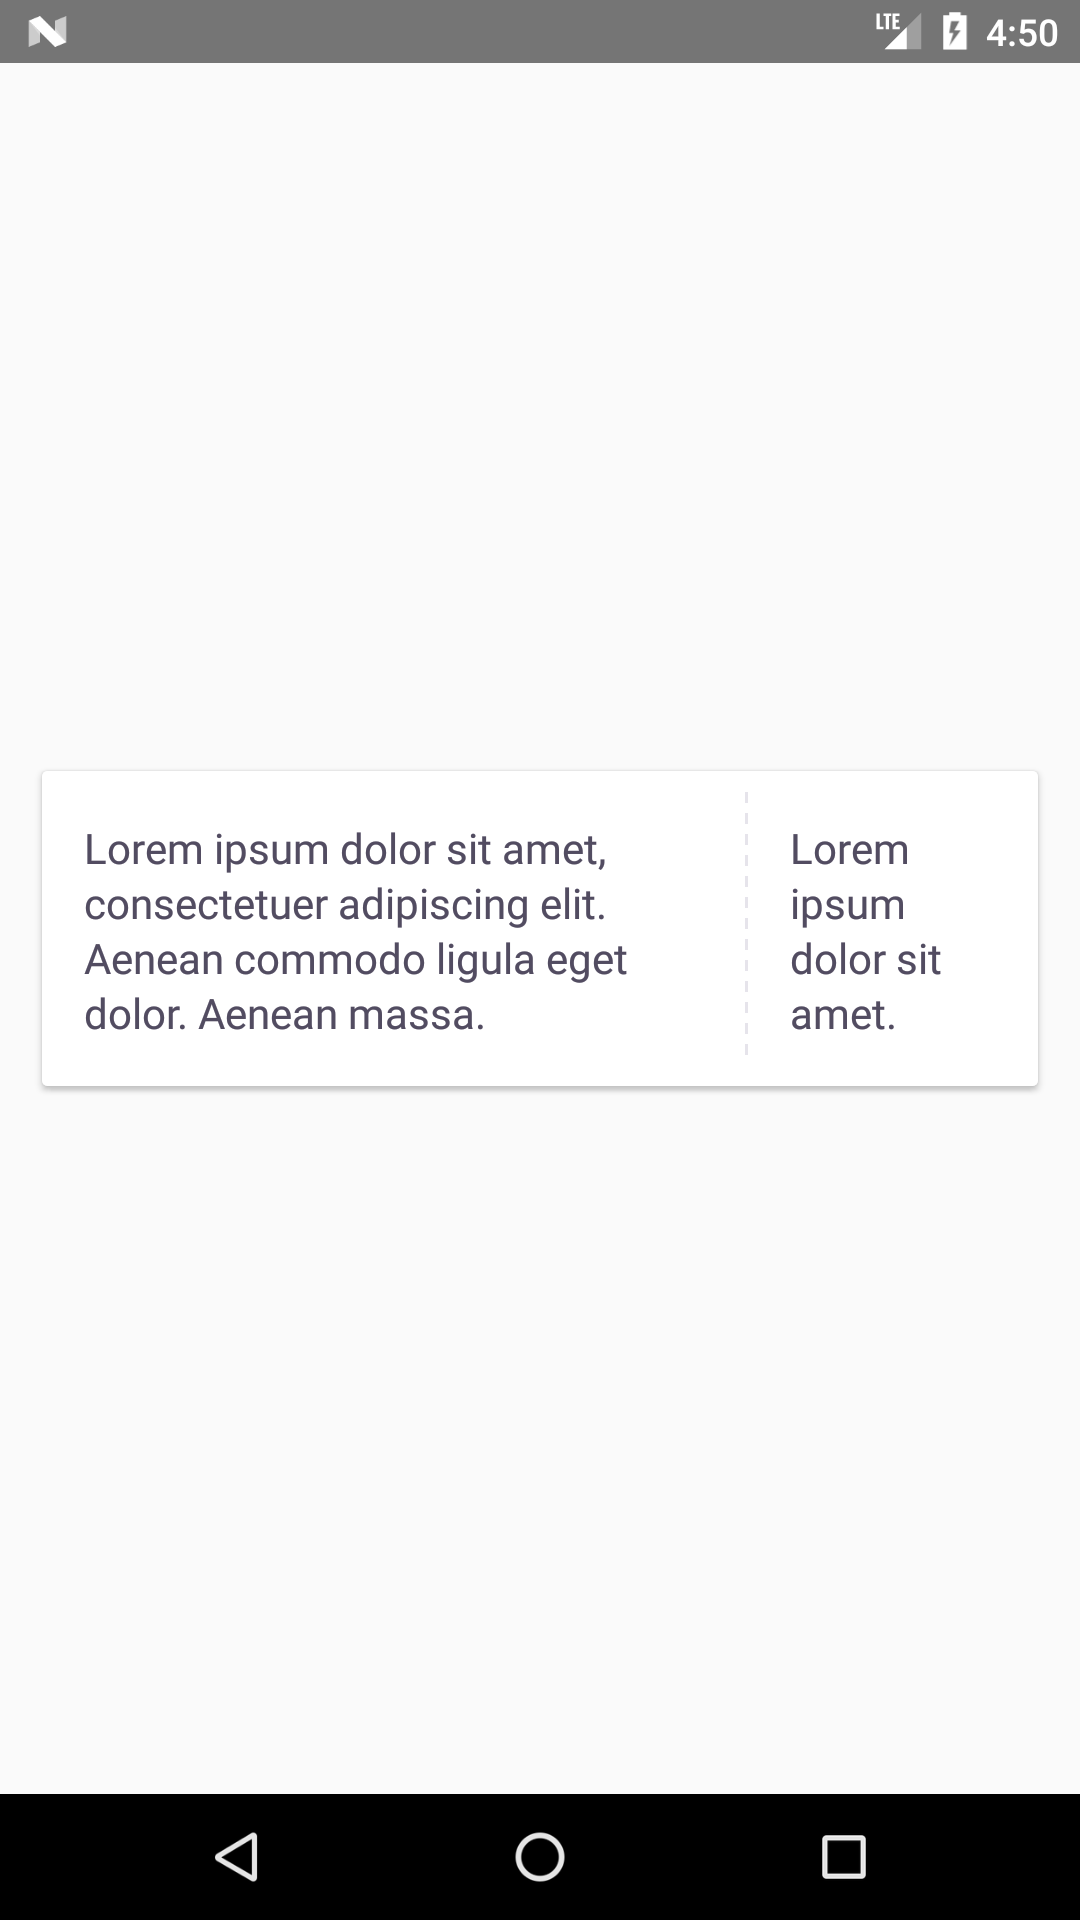 LTE 4:50
Lorem ipsum dolor sit amet,
consectetuer adipiscing elit.
Aenean commodo ligula eget
dolor. Aenean massa.
Lorem
ipsum
dolor sit
amet.